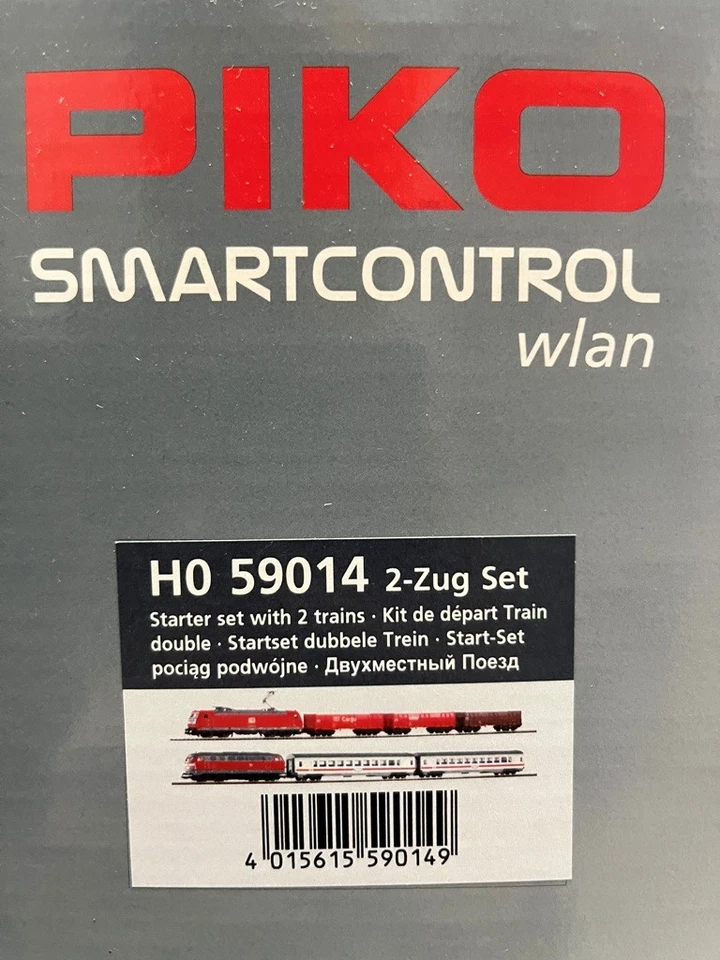 PIKO
SMARTCONTROL
wlan
H0 59014 2-Zug Set
Starter set with 2 trains · Kit de départ Train
double · Startset dubbele Trein · Start-Set
pociąg podwójne · Двухместный Поезд
Cargo
4 015615 590149